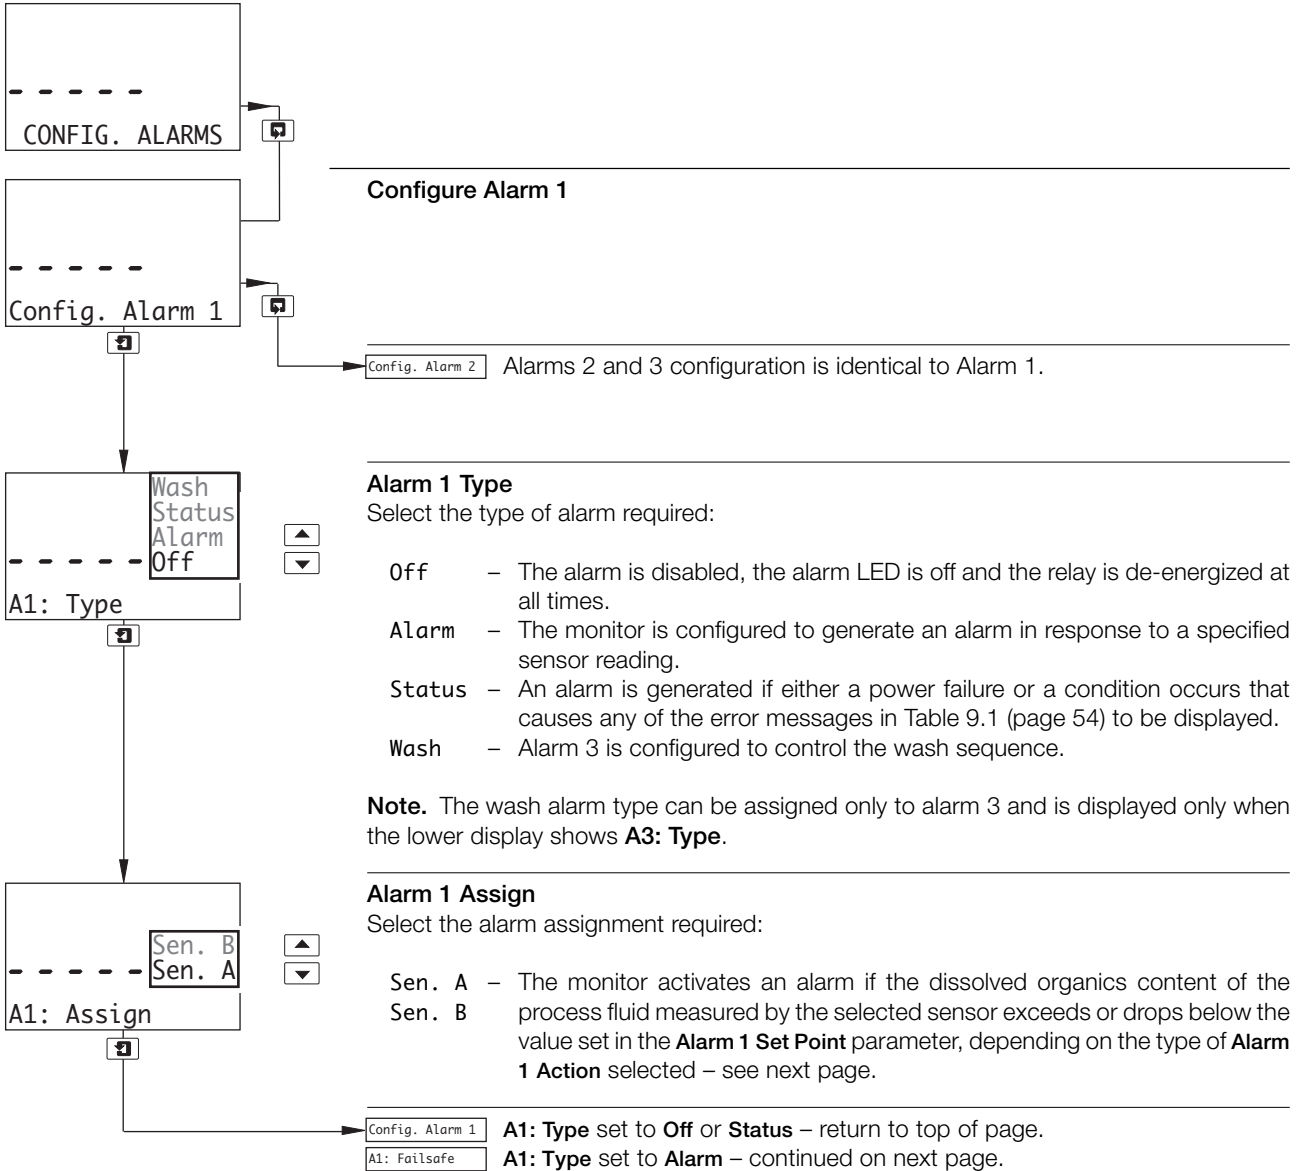 - - - - -
CONFIG. ALARMS
Configure Alarm 1
- - - - -
Config. Alarm 1
Config. Alarm 2 Alarms 2 and 3 configuration is identical to Alarm 1.
Wash
Status
Alarm
- - - - - Off
A1: Type
Alarm 1 Type
Select the type of alarm required:
Off – The alarm is disabled, the alarm LED is off and the relay is de-energized at
all times.
Alarm – The monitor is configured to generate an alarm in response to a specified
sensor reading.
Status – An alarm is generated if either a power failure or a condition occurs that
causes any of the error messages in Table 9.1 (page 54) to be displayed.
Wash – Alarm 3 is configured to control the wash sequence.
Note. The wash alarm type can be assigned only to alarm 3 and is displayed only when
the lower display shows A3: Type.
Sen. B
- - - - - Sen. A
A1: Assign
Alarm 1 Assign
Select the alarm assignment required:
Sen. A – The monitor activates an alarm if the dissolved organics content of the
Sen. B process fluid measured by the selected sensor exceeds or drops below the
value set in the Alarm 1 Set Point parameter, depending on the type of Alarm
1 Action selected – see next page.
Config. Alarm 1 A1: Type set to Off or Status – return to top of page.
A1: Failsafe A1: Type set to Alarm – continued on next page.